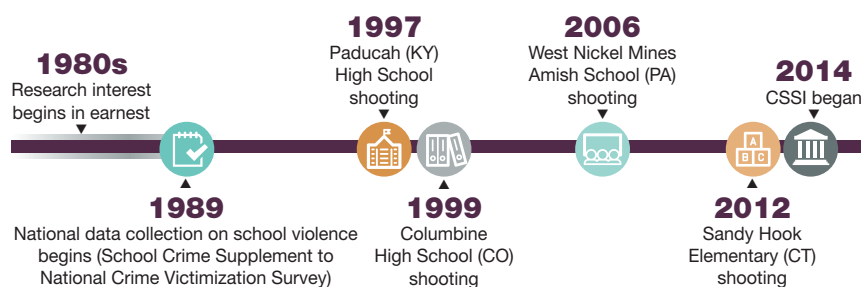 1980s
Research interest
begins in earnest
1989
National data collection on school violence
begins (School Crime Supplement to
National Crime Victimization Survey)
1997
Paducah (KY)
High School
shooting
1999
Columbine
High School (CO)
shooting
2006
West Nickel Mines
Amish School (PA)
shooting
A
B C
2012
Sandy Hook
Elementary (CT)
shooting
2014
CSSI began